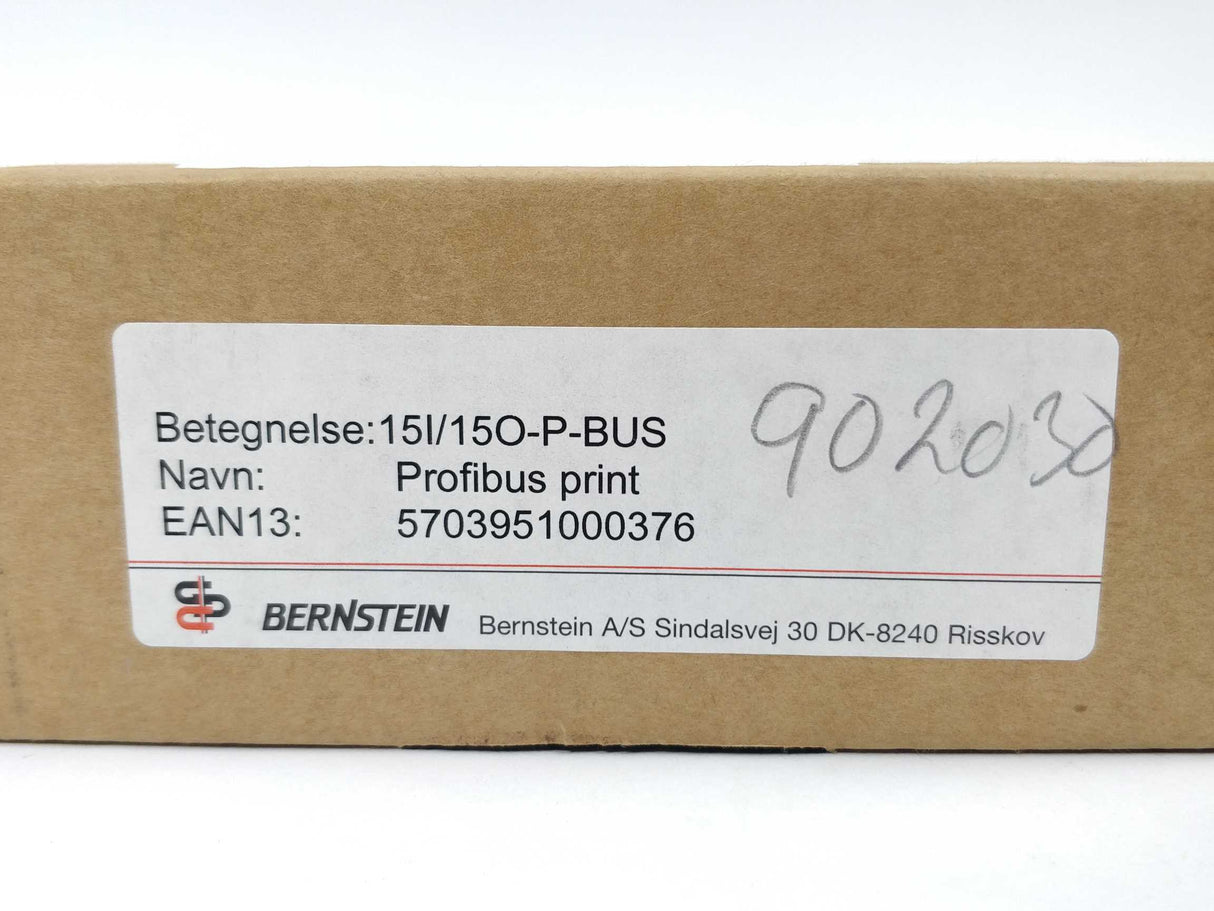 Betegnelse:15I/15O-P-BUS
902030
Navn: Profibus print
EAN13: 5703951000376
BERNSTEIN Bernstein A/S Sindalsvej 30 DK-8240 Risskov